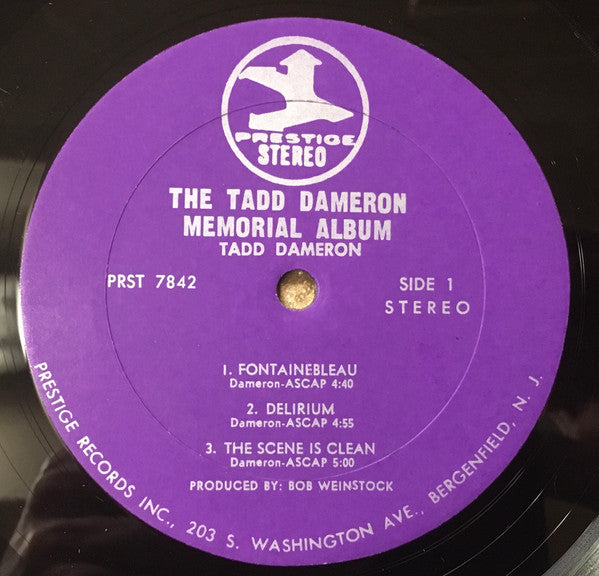 PRESTIGE
STEREO
THE TADD DAMERON
MEMORIAL ALBUM
TADD DAMERON
PRST 7842
SIDE 1
STEREO
1. FONTAINEBLEAU
Dameron-ASCAP 4:40
2. DELIRIUM
Dameron-ASCAP 4:55
3. THE SCENE IS CLEAN
Dameron-ASCAP 5:00
PRODUCED BY: BOB WEINSTOCK
PRESTIGE RECORDS INC., 203 S. WASHINGTON AVE., BERGENFIELD, N. J.